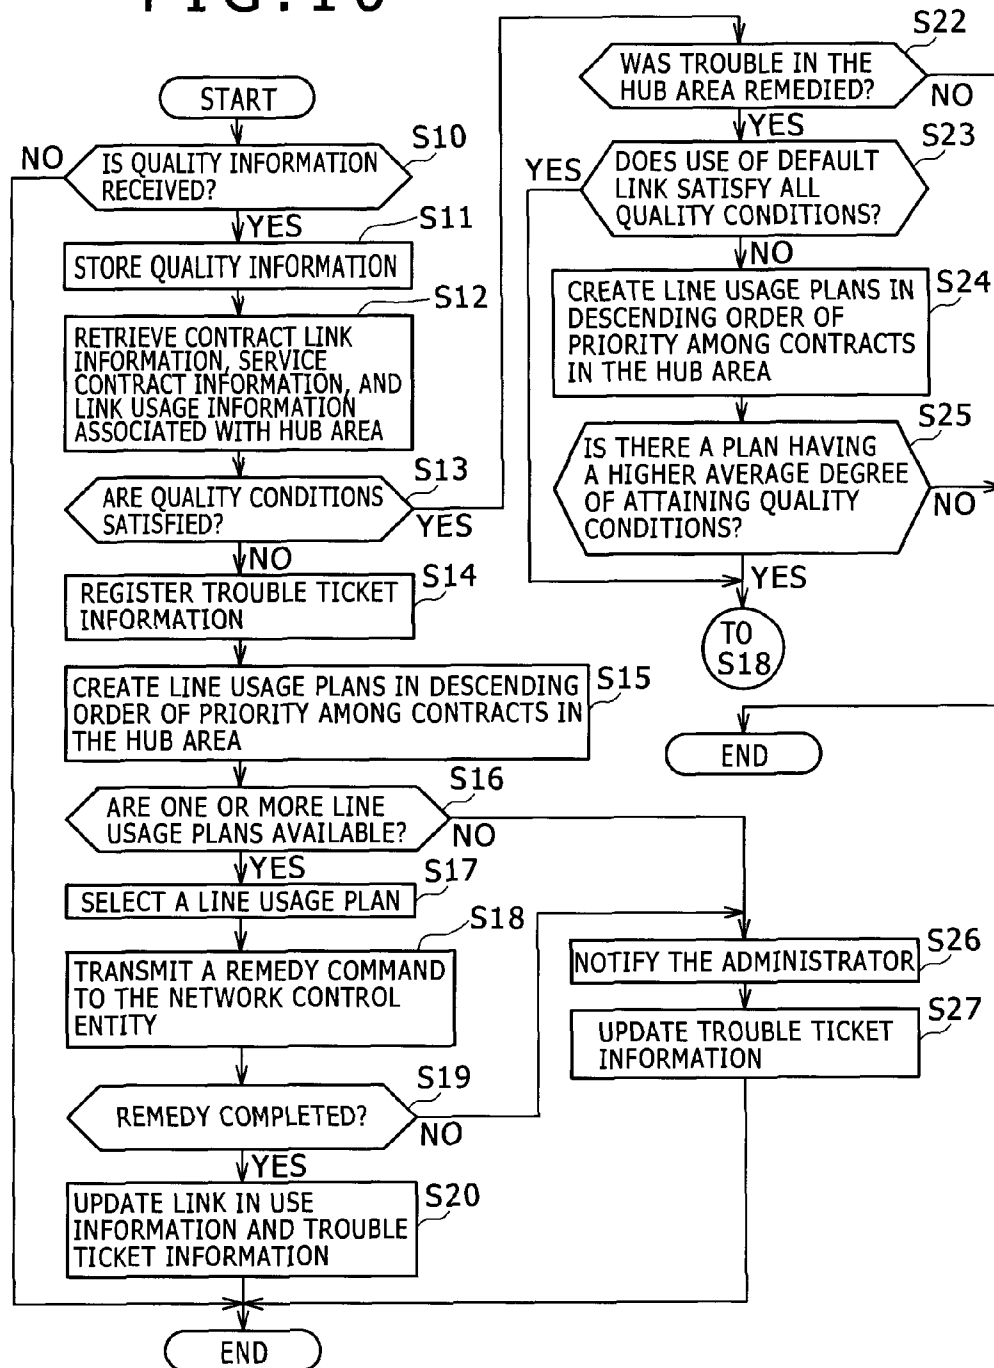 FIG.10
START
S10
NO
IS QUALITY INFORMATION
RECEIVED?
YES
S11
STORE QUALITY INFORMATION
S12
RETRIEVE CONTRACT LINK
INFORMATION, SERVICE
CONTRACT INFORMATION, AND
LINK USAGE INFORMATION
ASSOCIATED WITH HUB AREA
S13
ARE QUALITY CONDITIONS
SATISFIED?
YES
NO
S14
REGISTER TROUBLE TICKET
INFORMATION
S15
CREATE LINE USAGE PLANS IN DESCENDING
ORDER OF PRIORITY AMONG CONTRACTS IN
THE HUB AREA
S16
ARE ONE OR MORE LINE
USAGE PLANS AVAILABLE?
NO
YES
S17
SELECT A LINE USAGE PLAN
S18
TRANSMIT A REMEDY COMMAND
TO THE NETWORK CONTROL
ENTITY
S19
REMEDY COMPLETED?
NO
YES
S20
UPDATE LINK IN USE
INFORMATION AND TROUBLE
TICKET INFORMATION
END
S22
WAS TROUBLE IN THE
HUB AREA REMEDIED?
NO
YES
S23
YES
DOES USE OF DEFAULT
LINK SATISFY ALL
QUALITY CONDITIONS?
NO
S24
CREATE LINE USAGE PLANS IN
DESCENDING ORDER OF
PRIORITY AMONG CONTRACTS
IN THE HUB AREA
S25
IS THERE A PLAN HAVING
A HIGHER AVERAGE DEGREE
OF ATTAINING QUALITY
CONDITIONS?
NO
YES
TO
S18
END
S26
NOTIFY THE ADMINISTRATOR
S27
UPDATE TROUBLE TICKET
INFORMATION